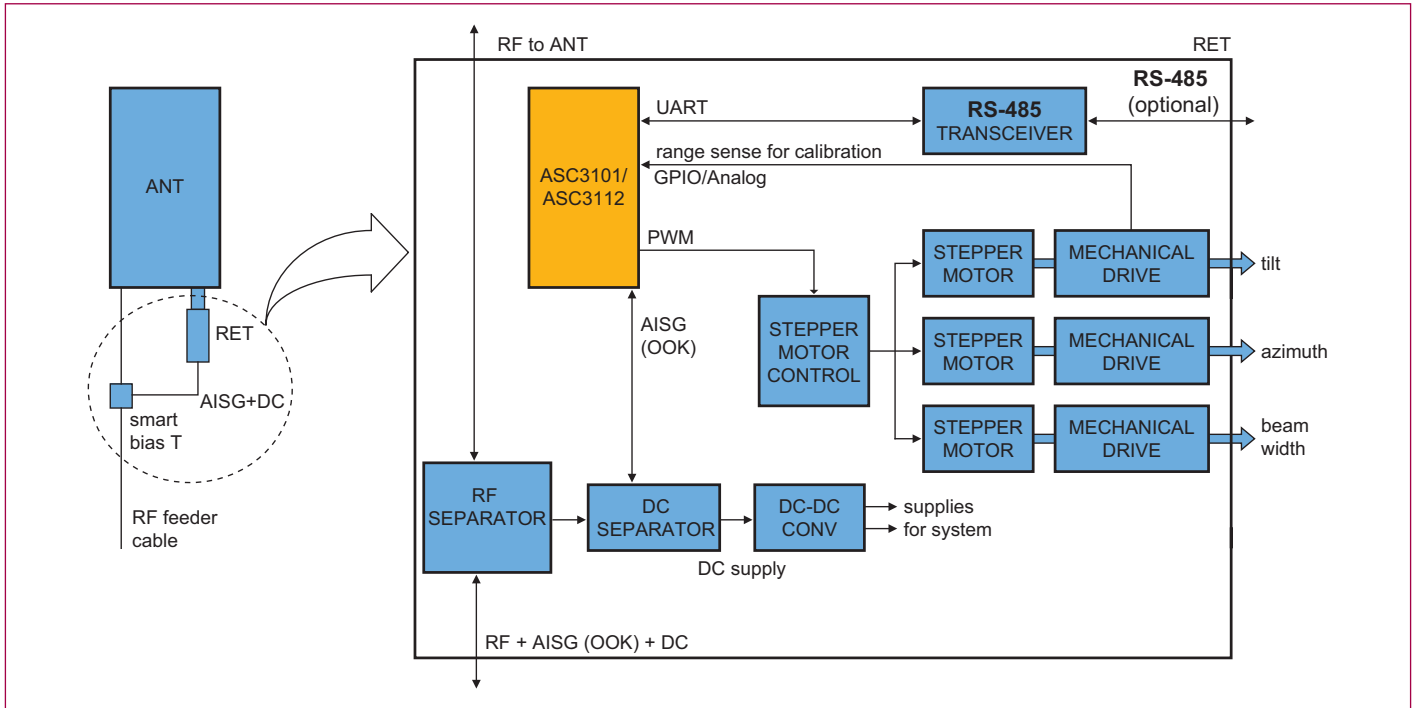 ANT
RET
AISG+DC
smart
bias T
RF feeder
cable
RF to ANT
RET
RS-485
(optional)
ASC3101/
ASC3112
UART
RS-485
TRANSCEIVER
range sense for calibration
GPIO/Analog
PWM
AISG
(OOK)
STEPPER
MOTOR
CONTROL
STEPPER
MOTOR
MECHANICAL
DRIVE
tilt
STEPPER
MOTOR
MECHANICAL
DRIVE
azimuth
STEPPER
MOTOR
MECHANICAL
DRIVE
beam
width
RF
SEPARATOR
DC
SEPARATOR
DC-DC
CONV
supplies
for system
DC supply
RF + AISG (OOK) + DC